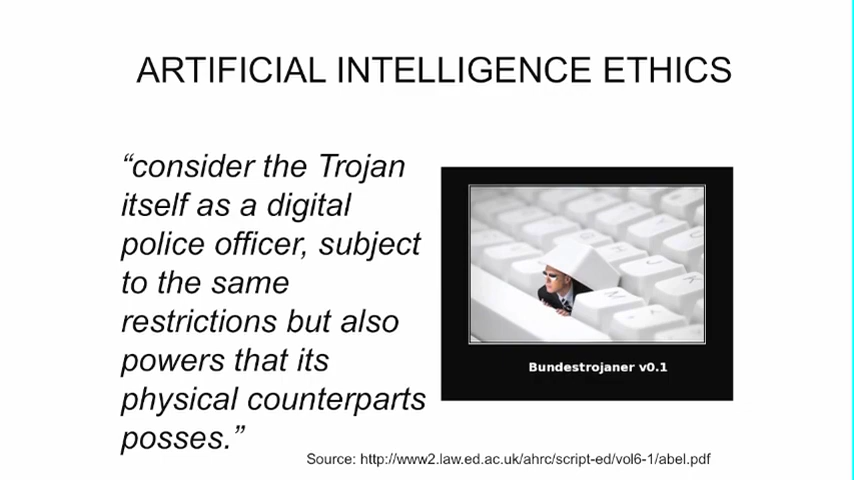 ARTIFICIAL INTELLIGENCE ETHICS
“consider the Trojan
itself as a digital
police officer, subject
to the same
restrictions but also
powers that its
physical counterparts
posses.”
Bundestrojaner v0.1
Source: http://www2.law.ed.ac.uk/ahrc/script-ed/vol6-1/abel.pdf